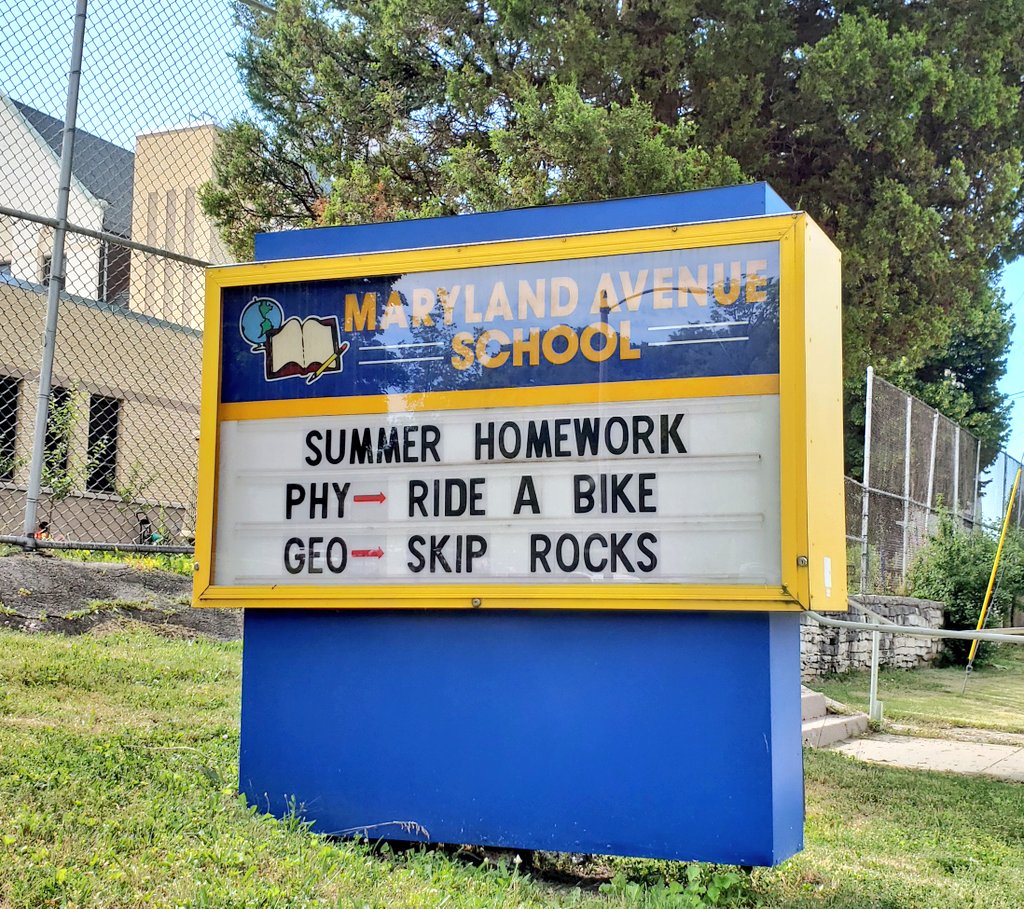 MARYLAND AVENUE
SCHOOL
SUMMER HOMEWORK
PHY→ RIDE A BIKE
GEO→ SKIP ROCKS